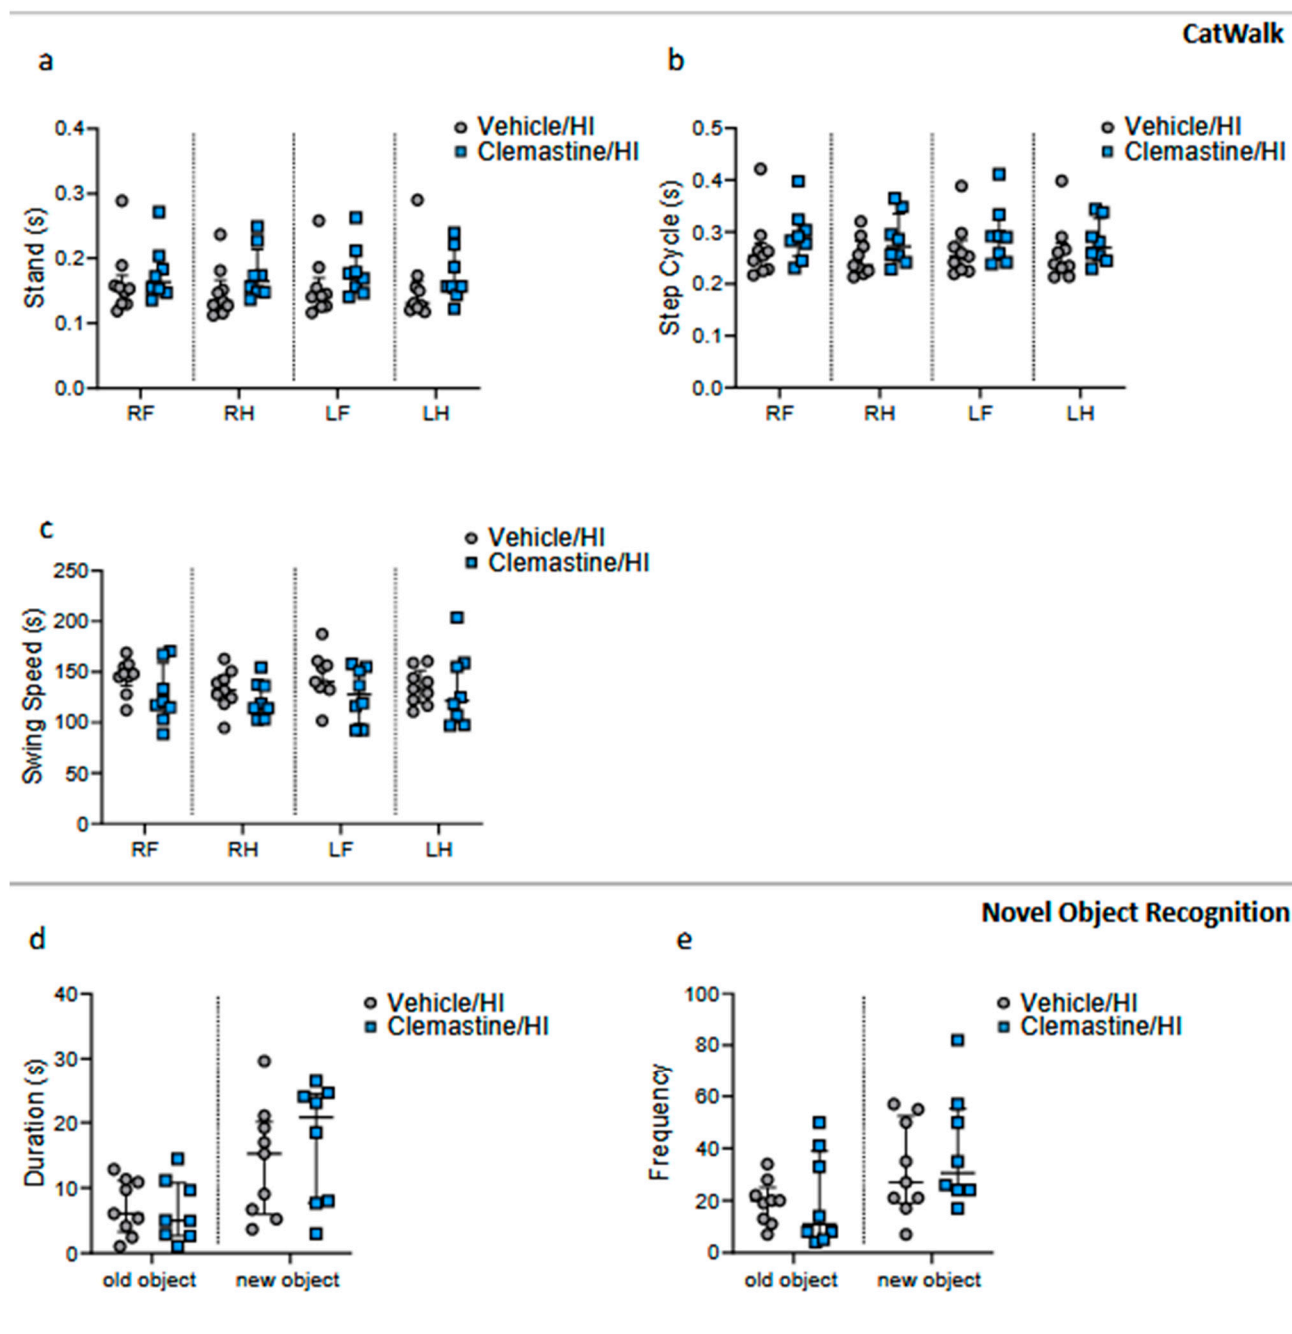 CatWalk
a
Vehicle/HI
Clemastine/HI
Stand (s)
0.4
0.3
0.2
0.1
0.0
RF
RH
LF
LH
b
Vehicle/HI
Clemastine/HI
Step Cycle (s)
0.5
0.4
0.3
0.2
0.1
0.0
RF
RH
LF
LH
c
Vehicle/HI
Clemastine/HI
Swing Speed (s)
250
200
150
100
50
0
RF
RH
LF
LH
Novel Object Recognition
d
Vehicle/HI
Clemastine/HI
Duration (s)
40
30
20
10
0
old object
new object
e
Vehicle/HI
Clemastine/HI
Frequency
100
80
60
40
20
0
old object
new object